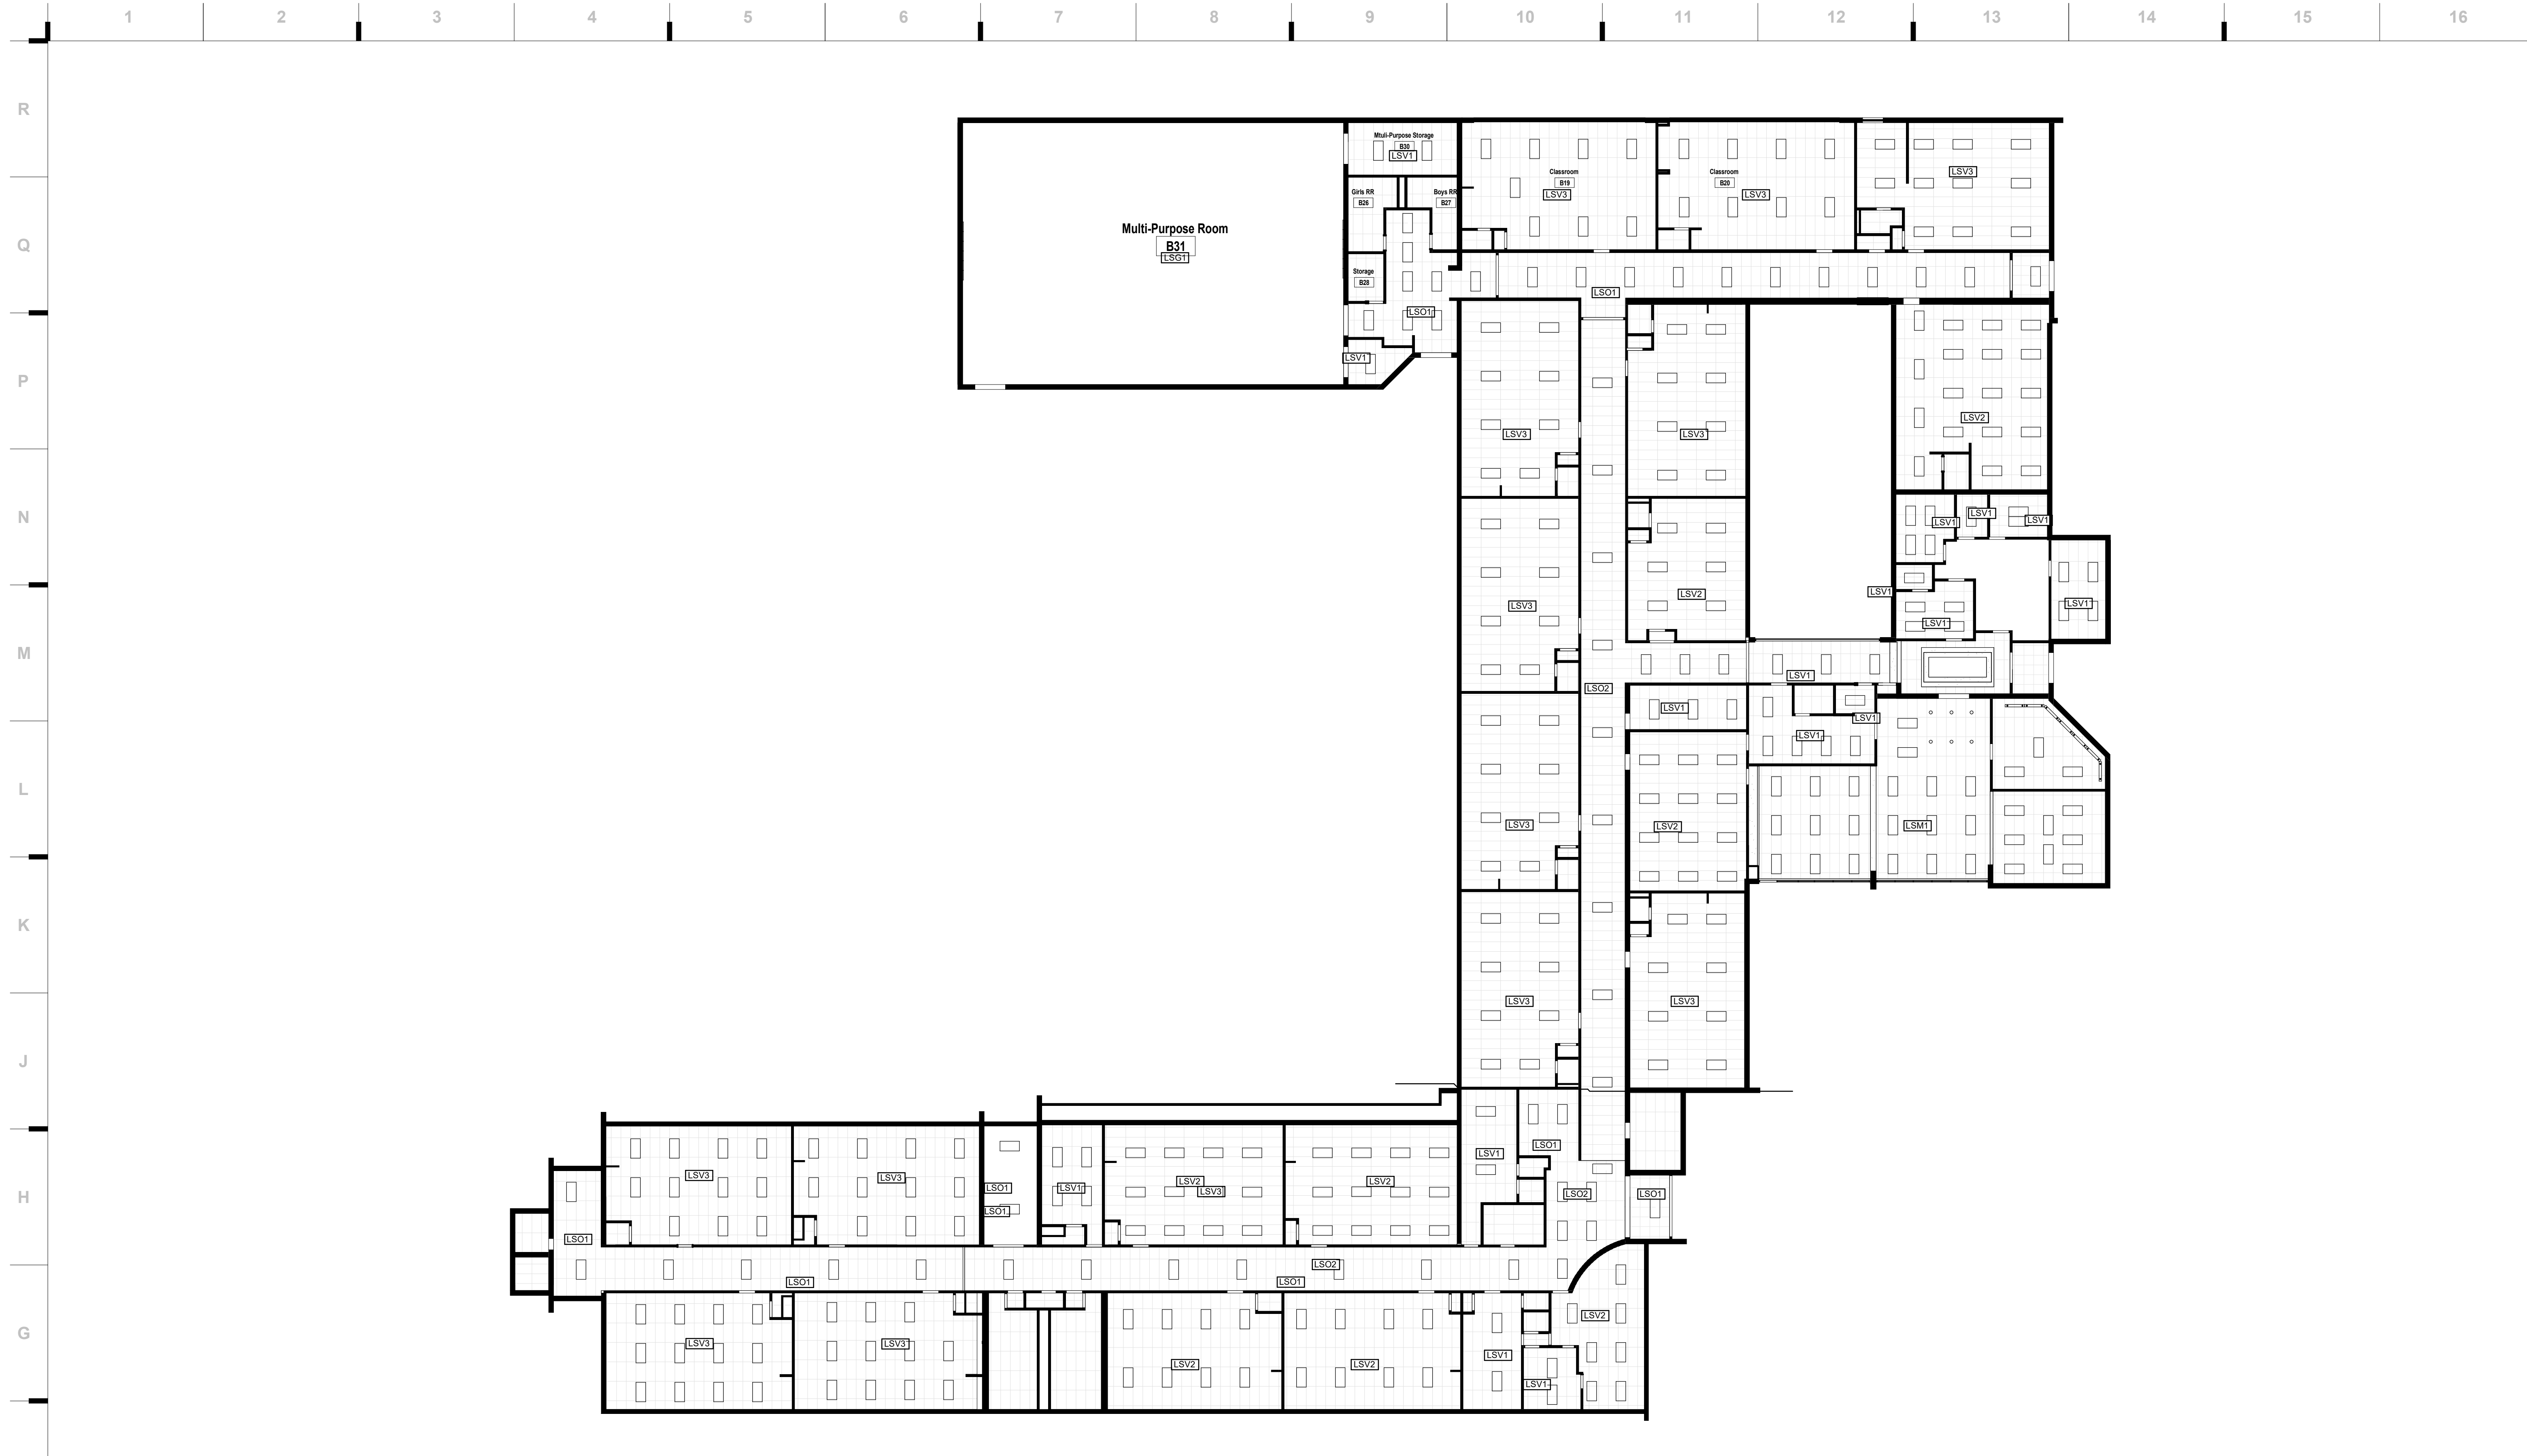 1 2 3 4 5 6 7 8 9 10 11 12 13 14 15 16
R
Mtuli-Purpose Storage
B30
LSV1
Classroom
B19
LSV3
Classroom
B20
LSV3
LSV3
Girls RR
B26
Boys RR
B27
Q
Multi-Purpose Room
B31
LSG1
Storage
B28
LSO1
LSO1
LSV1
P
LSV3
LSV3
LSV2
N
LSV1
LSV1
LSV1
LSV3
LSV2
LSV1
LSV1
LSV1
M
LSO2
LSV1
LSV1
LSV1
LSV1
L
LSV3
LSV2
LSM1
K
LSV3
LSV3
J
H
LSV3
LSV3
LSO1
LSO1
LSV1
LSV2
LSV3
LSV2
LSV1
LSO1
LSO2
LSO1
LSO1
LSO1
LSO2
LSO1
G
LSV3
LSV3
LSV2
LSV2
LSV1
LSV2
LSV1